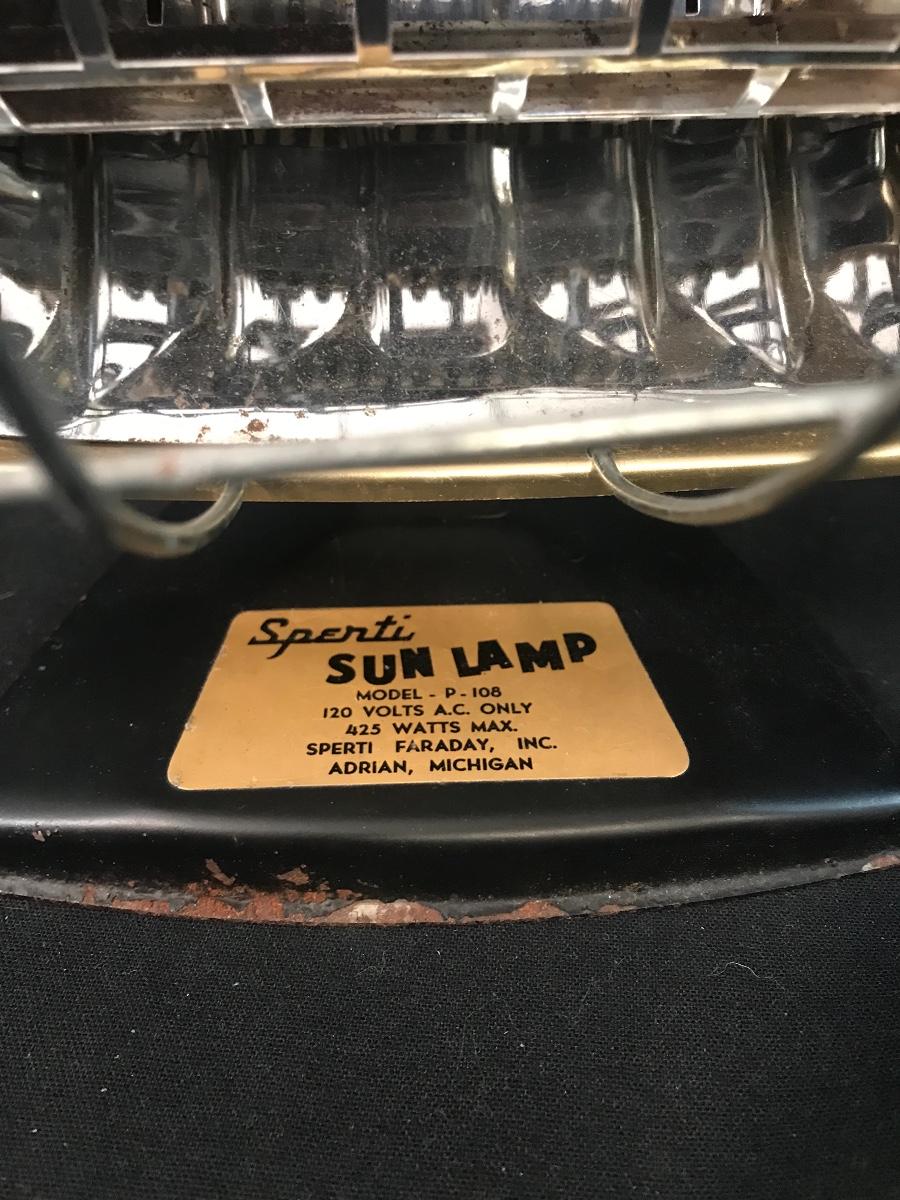 Sperti
SUN LAMP
MODEL - P-108
120 VOLTS A.C. ONLY
425 WATTS MAX.
SPERTI FARADAY, INC.
ADRIAN, MICHIGAN